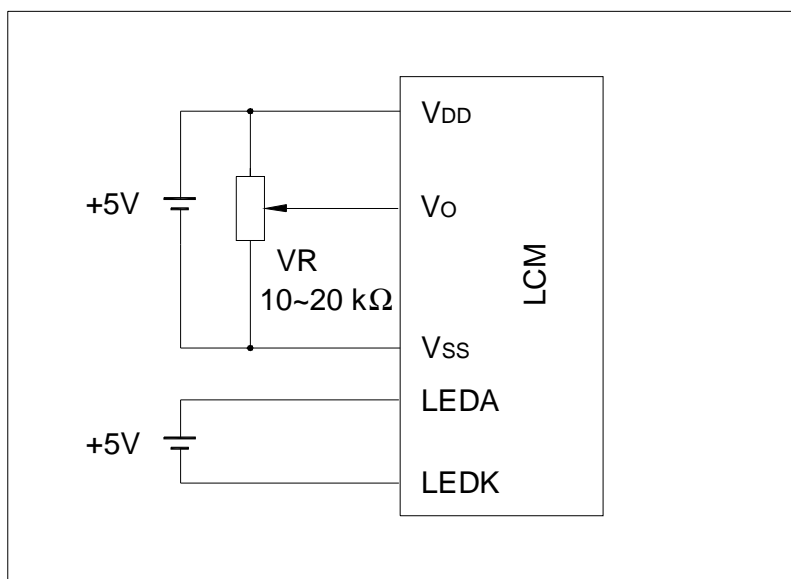 VDD
+5V
VO
VR
10~20 kΩ
LCM
VSS
LEDA
+5V
LEDK